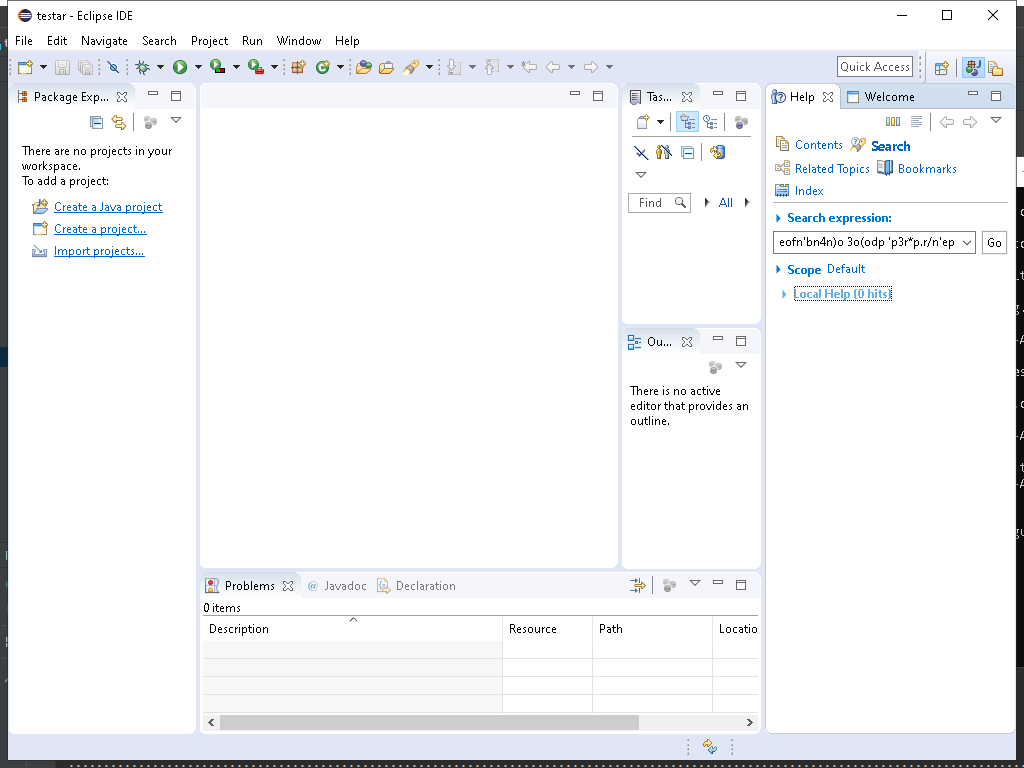 testar - Eclipse IDE
File Edit Navigate Search Project Run Window Help
Quick Access
Package Exp...
There are no projects in your
workspace.
To add a project:
Create a Java project
Create a project...
Import projects...
Tas...
Find
All
Ou...
There is no active
editor that provides an
outline.
Help
Welcome
Contents
Search
Related Topics
Bookmarks
Index
Search expression:
eofn'bn4n)o 3o(odp 'p3r*p.r/n'ep
Go
Scope Default
Local Help (0 hits)
Problems
@ Javadoc
Declaration
0 items
Description Resource Path Locatio